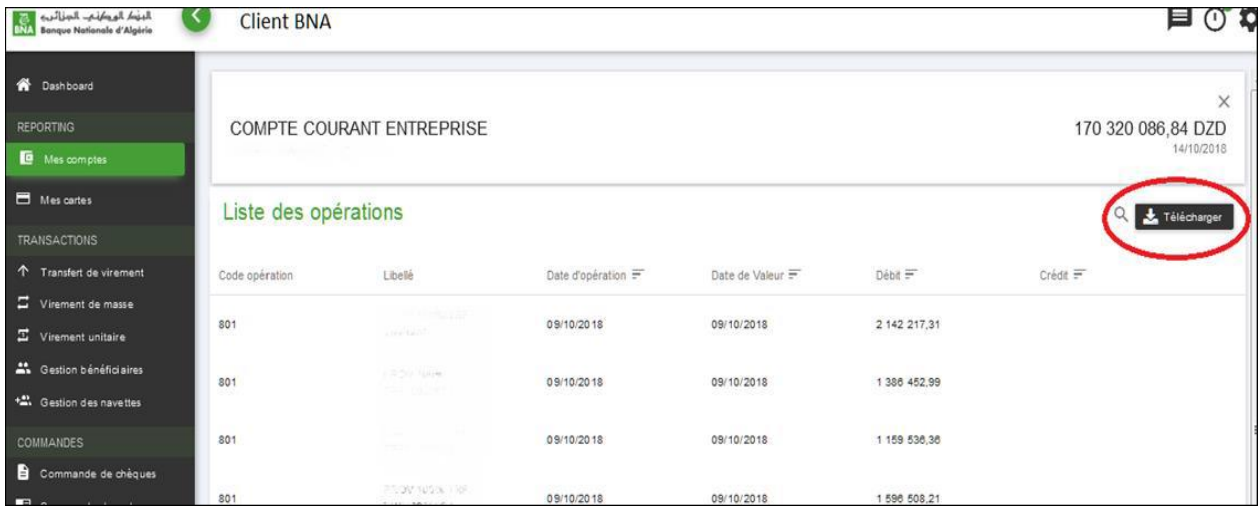 البنك الوطني الجزائري
BNA Banque Nationale d'Algérie
Client BNA
Dashboard
REPORTING
Mes comptes
Mes cartes
TRANSACTIONS
Transfert de virement
Virement de masse
Virement unitaire
Gestion bénéficiaires
Gestion des navettes
COMMANDES
Commande de chèques
COMPTE COURANT ENTREPRISE
170 320 086,84 DZD
14/10/2018
Liste des opérations
Télécharger
Code opération Libellé Date d'opération Date de Valeur Débit Crédit
801 09/10/2018 09/10/2018 2 142 217,31
801 09/10/2018 09/10/2018 1 386 452,99
801 09/10/2018 09/10/2018 1 159 536,36
801 09/10/2018 09/10/2018 1 596 508,21